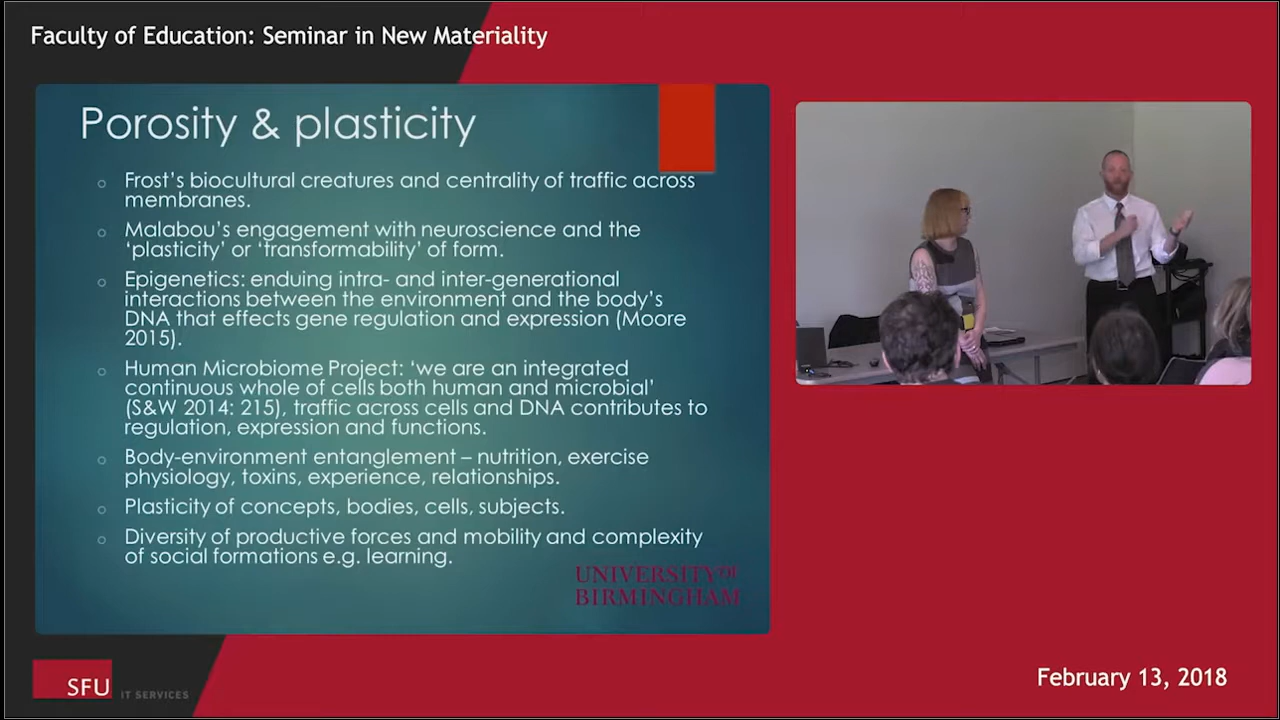 Faculty of Education: Seminar in New Materiality
Porosity & plasticity
Frost's biocultural creatures and centrality of traffic across
membranes.
Malabou's engagement with neuroscience and the
'plasticity' or 'transformability' of form.
Epigenetics: enduing intra- and inter-generational
interactions between the environment and the body's
DNA that effects gene regulation and expression (Moore
2015).
Human Microbiome Project: 'we are an integrated
continuous whole of cells both human and microbial'
(S&W 2014: 215), traffic across cells and DNA contributes to
regulation, expression and functions.
Body-environment entanglement – nutrition, exercise
physiology, toxins, experience, relationships.
Plasticity of concepts, bodies, cells, subjects.
Diversity of productive forces and mobility and complexity
of social formations e.g. learning.
UNIVERSITY OF
BIRMINGHAM
SFU IT SERVICES
February 13, 2018